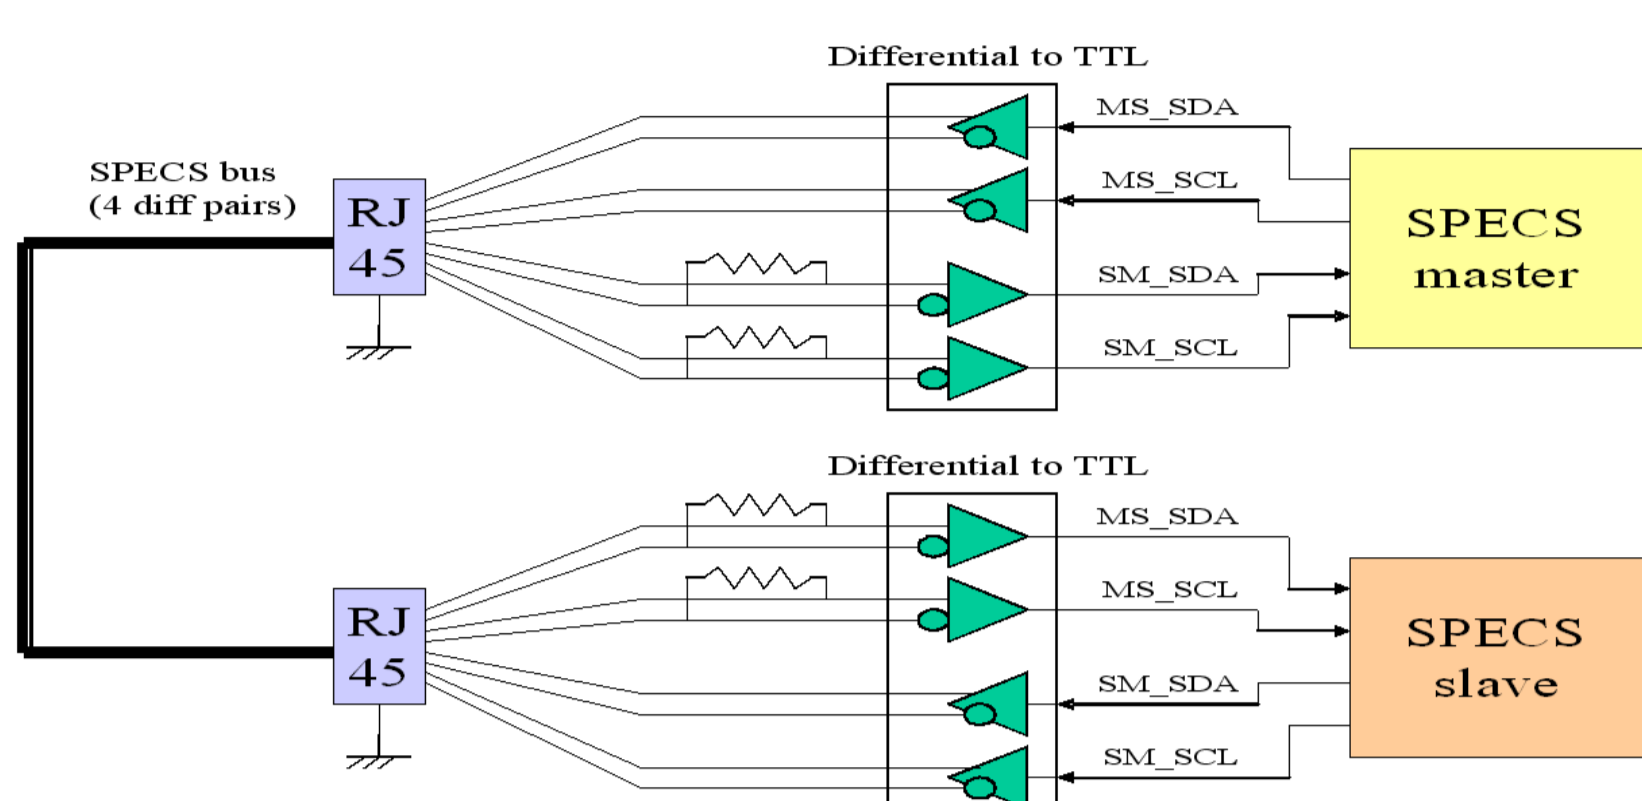 Differential to TTL
MS_SDA
SPECS bus
(4 diff pairs)
RJ
45
MS_SCL
SPECS
master
SM_SDA
SM_SCL
Differential to TTL
MS_SDA
RJ
45
MS_SCL
SPECS
slave
SM_SDA
SM_SCL